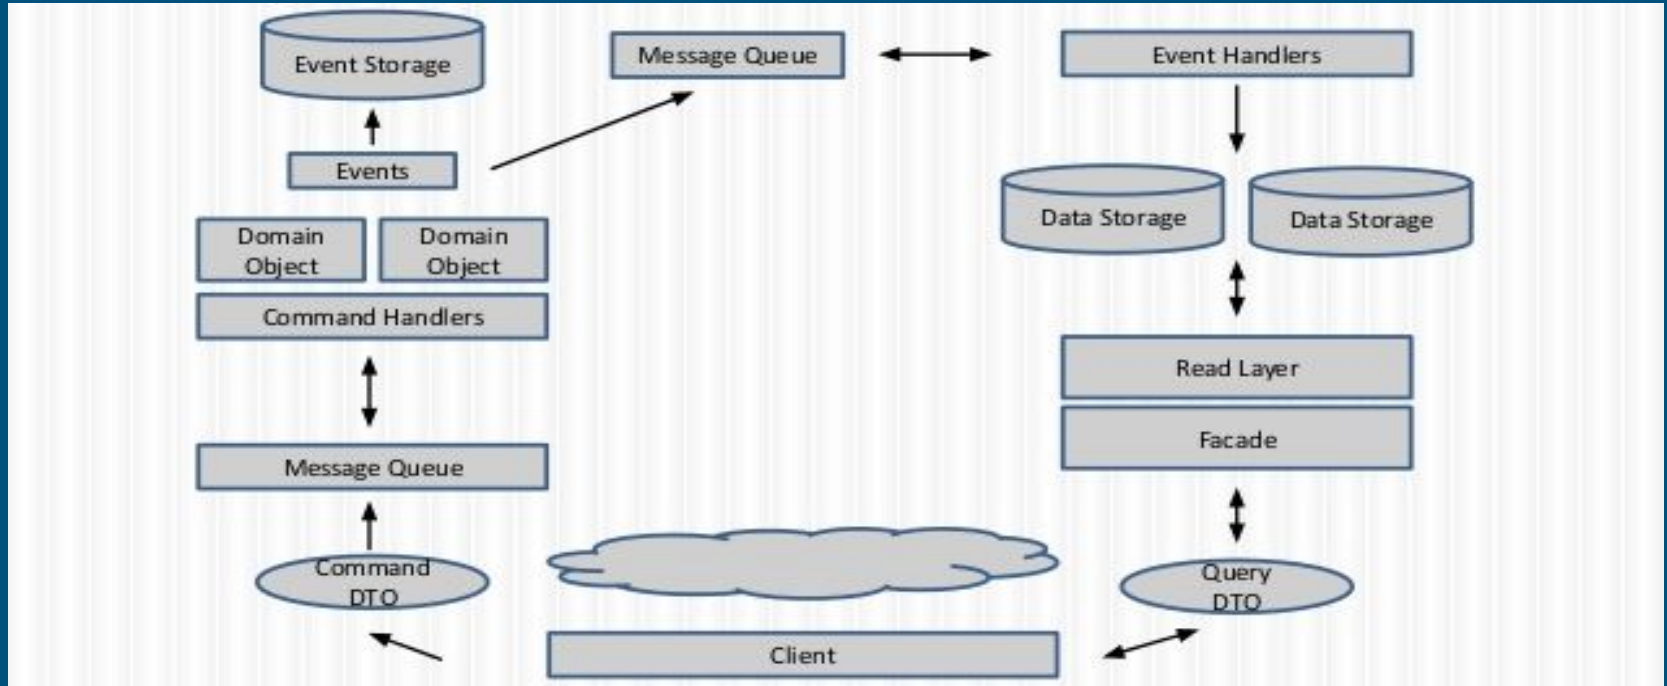 Event Storage
Message Queue
Event Handlers
Events
Data Storage
Data Storage
Domain
Object
Domain
Object
Command Handlers
Read Layer
Facade
Message Queue
Command
DTO
Query
DTO
Client